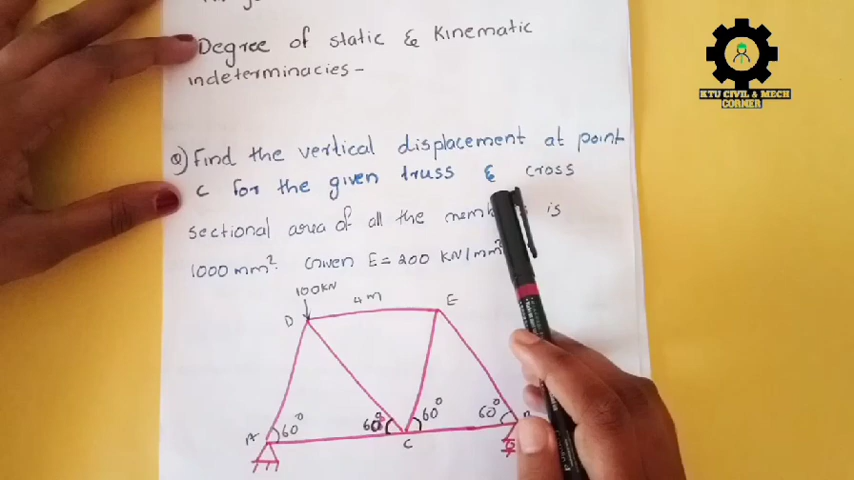 Degree of static & Kinematic
indeterminacies -
Q) Find the vertical displacement at point
C for the given truss & cross
sectional area of all the is
1000 mm². Given E = 200 KN/mm²
100KN
4m
D
E
60°
60°
60°
60°
A
C
KTU CIVIL & MECH
CORNER